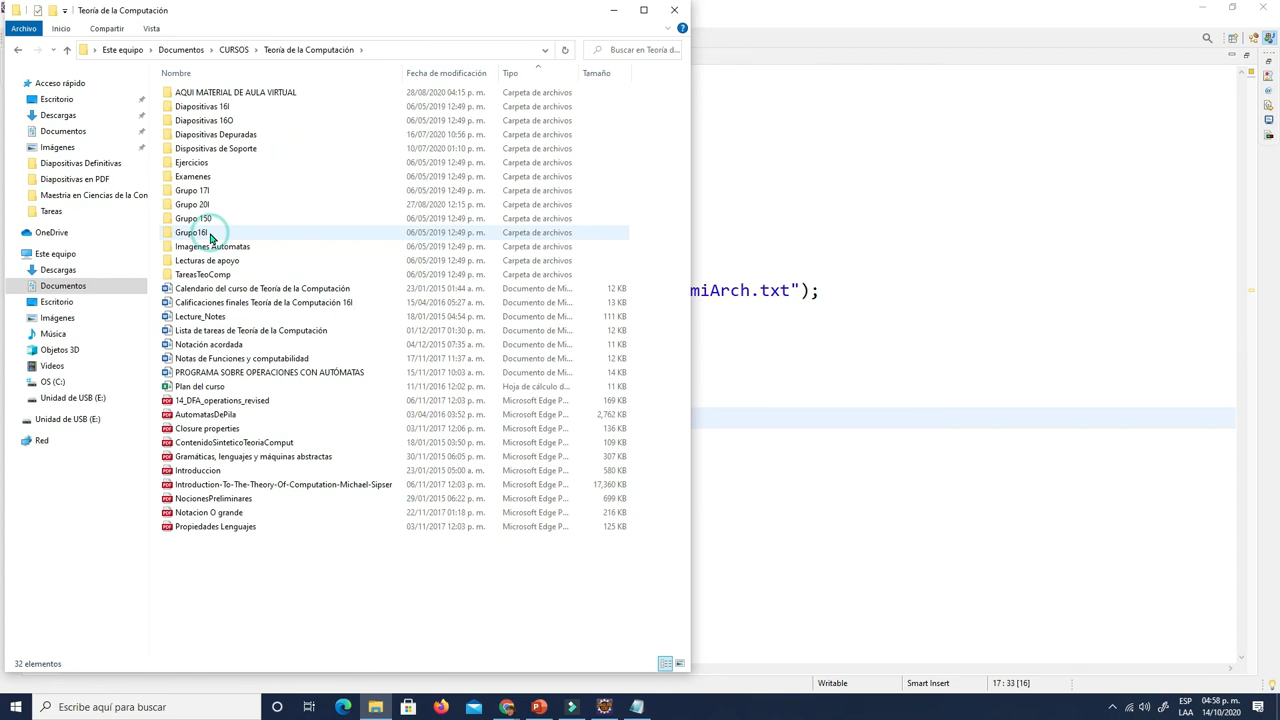 Teoría de la Computación
Archivo Inicio Compartir Vista
Este equipo > Documentos > CURSOS > Teoría de la Computación >
Buscar en Teoría d...
Nombre Fecha de modificación Tipo Tamaño
Acceso rápido
Escritorio
Descargas
Documentos
Imágenes
Diapositivas Definitivas
Diapositivas en PDF
Maestria en Ciencias de la Con
Tareas
OneDrive
Este equipo
Descargas
Documentos
Escritorio
Imágenes
Música
Objetos 3D
Videos
OS (C:)
Unidad de USB (E:)
Unidad de USB (E:)
Red
AQUI MATERIAL DE AULA VIRTUAL 28/08/2020 04:15 p. m. Carpeta de archivos
Diapositivas 16I 06/05/2019 12:49 p. m. Carpeta de archivos
Diapositivas 16O 06/05/2019 12:49 p. m. Carpeta de archivos
Diapositivas Depuradas 16/07/2020 10:56 p. m. Carpeta de archivos
Dispositivas de Soporte 10/07/2020 01:10 p. m. Carpeta de archivos
Ejercicios 06/05/2019 12:49 p. m. Carpeta de archivos
Examenes 06/05/2019 12:49 p. m. Carpeta de archivos
Grupo 17I 06/05/2019 12:49 p. m. Carpeta de archivos
Grupo 20I 27/08/2020 12:15 p. m. Carpeta de archivos
Grupo 15O 06/05/2019 12:49 p. m. Carpeta de archivos
Grupo16I 06/05/2019 12:49 p. m. Carpeta de archivos
Imagenes Automatas 06/05/2019 12:49 p. m. Carpeta de archivos
Lecturas de apoyo 06/05/2019 12:49 p. m. Carpeta de archivos
TareasTeoComp 06/05/2019 12:49 p. m. Carpeta de archivos
Calendario del curso de Teoría de la Computación 23/01/2015 01:44 a. m. Documento de Mi... 12 KB
Calificaciones finales Teoría de la Computación 16I 15/04/2016 05:27 a. m. Documento de Mi... 13 KB
Lecture_Notes 18/01/2015 04:54 p. m. Documento de Mi... 111 KB
Lista de tareas de Teoría de la Computación 01/12/2017 01:30 p. m. Documento de Mi... 12 KB
Notación acordada 04/12/2015 07:35 a. m. Documento de Mi... 11 KB
Notas de Funciones y computabilidad 17/11/2017 11:37 a. m. Documento de Mi... 12 KB
PROGRAMA SOBRE OPERACIONES CON AUTÓMATAS 15/11/2017 10:03 a. m. Documento de Mi... 14 KB
Plan del curso 11/11/2016 12:02 p. m. Hoja de cálculo d... 11 KB
14_DFA_operations_revised 06/11/2017 12:03 p. m. Microsoft Edge P... 169 KB
AutomatasDePila 03/04/2016 03:52 p. m. Microsoft Edge P... 2,762 KB
Closure properties 03/11/2017 12:06 p. m. Microsoft Edge P... 136 KB
ContenidoSinteticoTeoriaComput 18/01/2015 03:50 p. m. Microsoft Edge P... 109 KB
Gramáticas, lenguajes y máquinas abstractas 30/11/2015 06:05 p. m. Microsoft Edge P... 307 KB
Introduccion 23/01/2015 05:00 a. m. Microsoft Edge P... 580 KB
Introduction-To-The-Theory-Of-Computation-Michael-Sipser 06/11/2017 12:03 p. m. Microsoft Edge P... 17,360 KB
NocionesPreliminares 29/01/2015 06:22 p. m. Microsoft Edge P... 699 KB
Notacion O grande 22/11/2017 01:18 p. m. Microsoft Edge P... 216 KB
Propiedades Lenguajes 03/11/2017 12:03 p. m. Microsoft Edge P... 125 KB
32 elementos
miArch.txt");
Writable Smart Insert 17 : 33 [16]
Escribe aquí para buscar
ESP
LAA
04:58 p. m.
14/10/2020